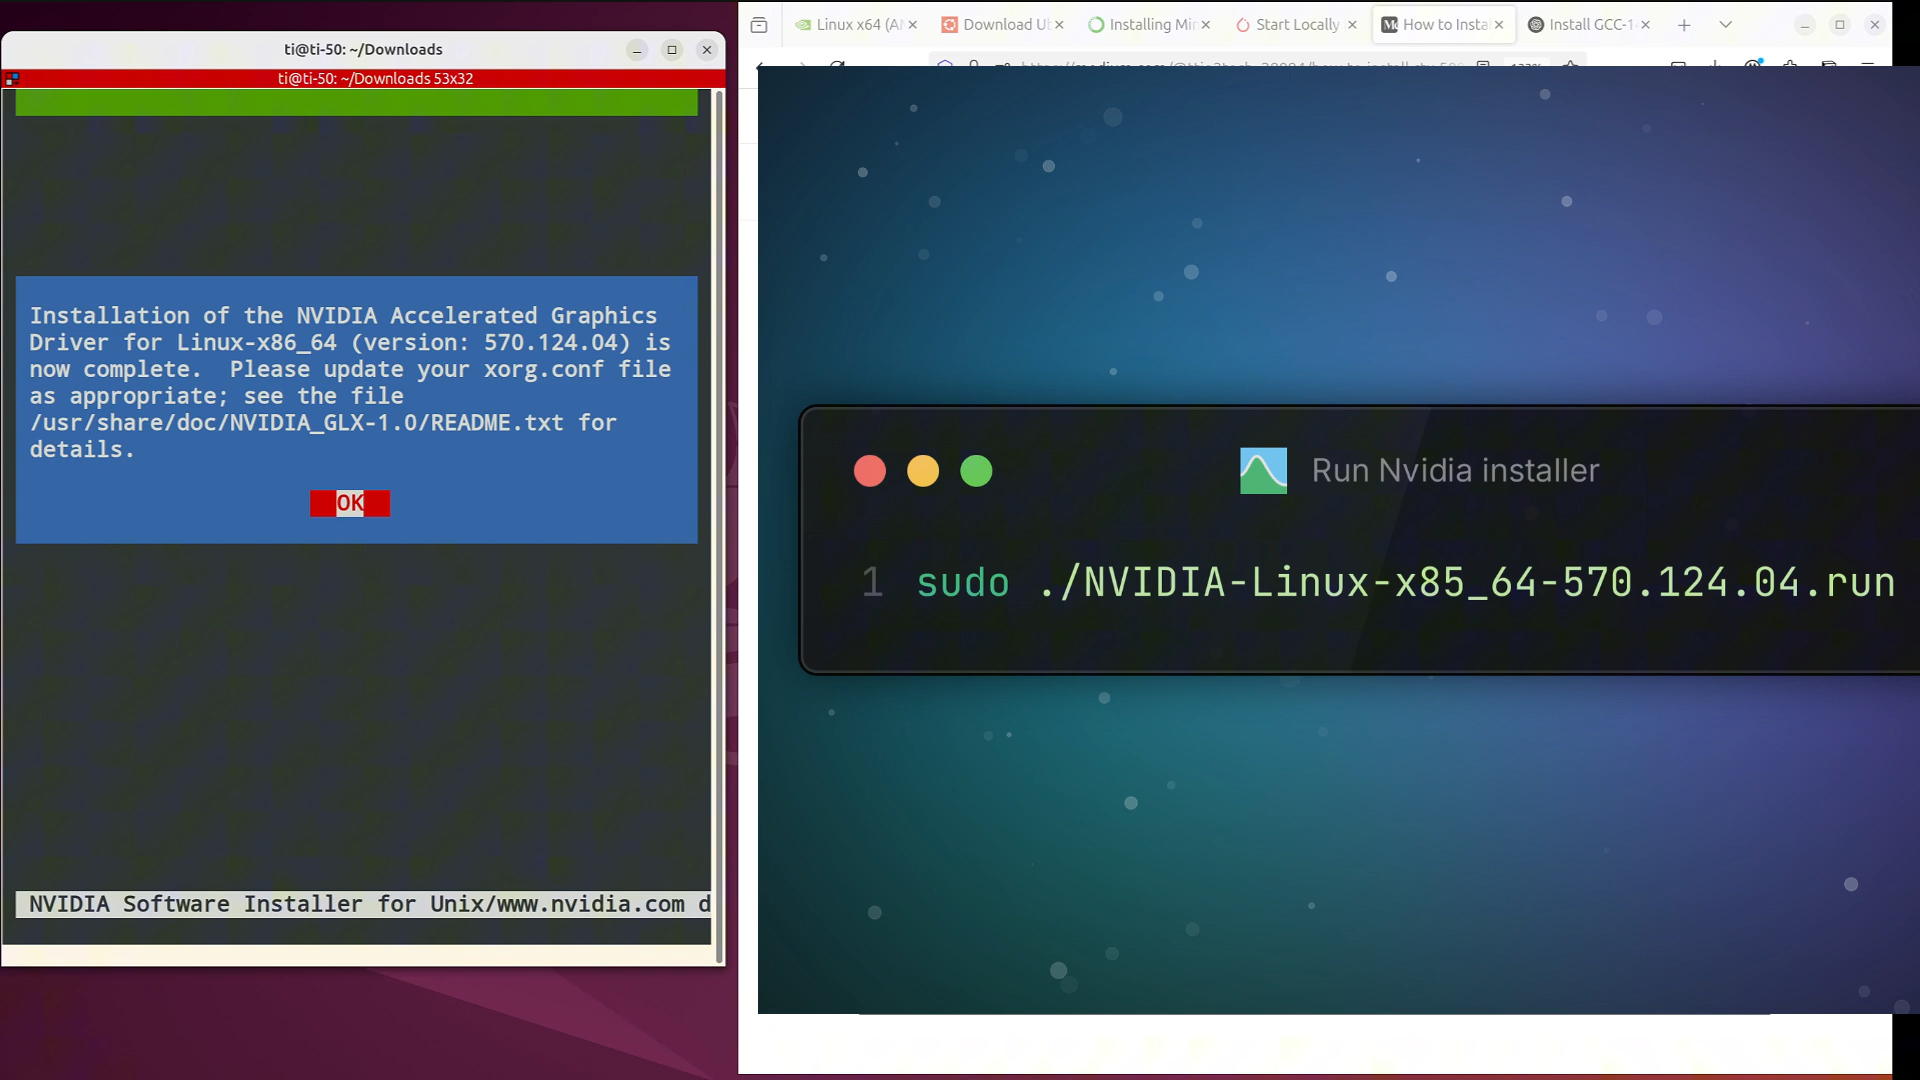 ti@ti-50: ~/Downloads
ti@ti-50: ~/Downloads 53x32
Installation of the NVIDIA Accelerated Graphics
Driver for Linux-x86_64 (version: 570.124.04) is
now complete.  Please update your xorg.conf file
as appropriate; see the file
/usr/share/doc/NVIDIA_GLX-1.0/README.txt for
details.
OK
NVIDIA Software Installer for Unix/www.nvidia.com d
Linux x64 (AM
Download Ub
Installing Min
Start Locally
How to Instal
Install GCC-1
Run Nvidia installer
1 sudo ./NVIDIA-Linux-x85_64-570.124.04.run